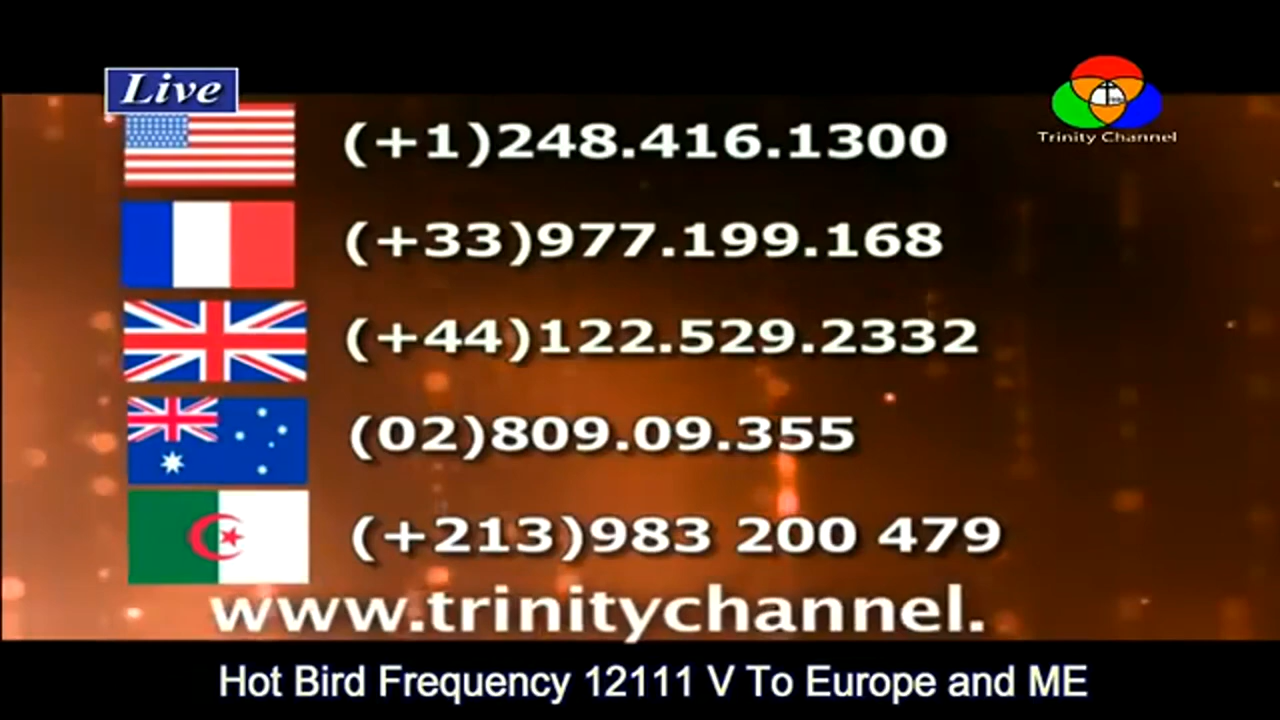 Live
Trinity Channel
(+1)248.416.1300
(+33)977.199.168
(+44)122.529.2332
(02)809.09.355
(+213)983 200 479
www.trinitychannel.
Hot Bird Frequency 12111 V To Europe and ME